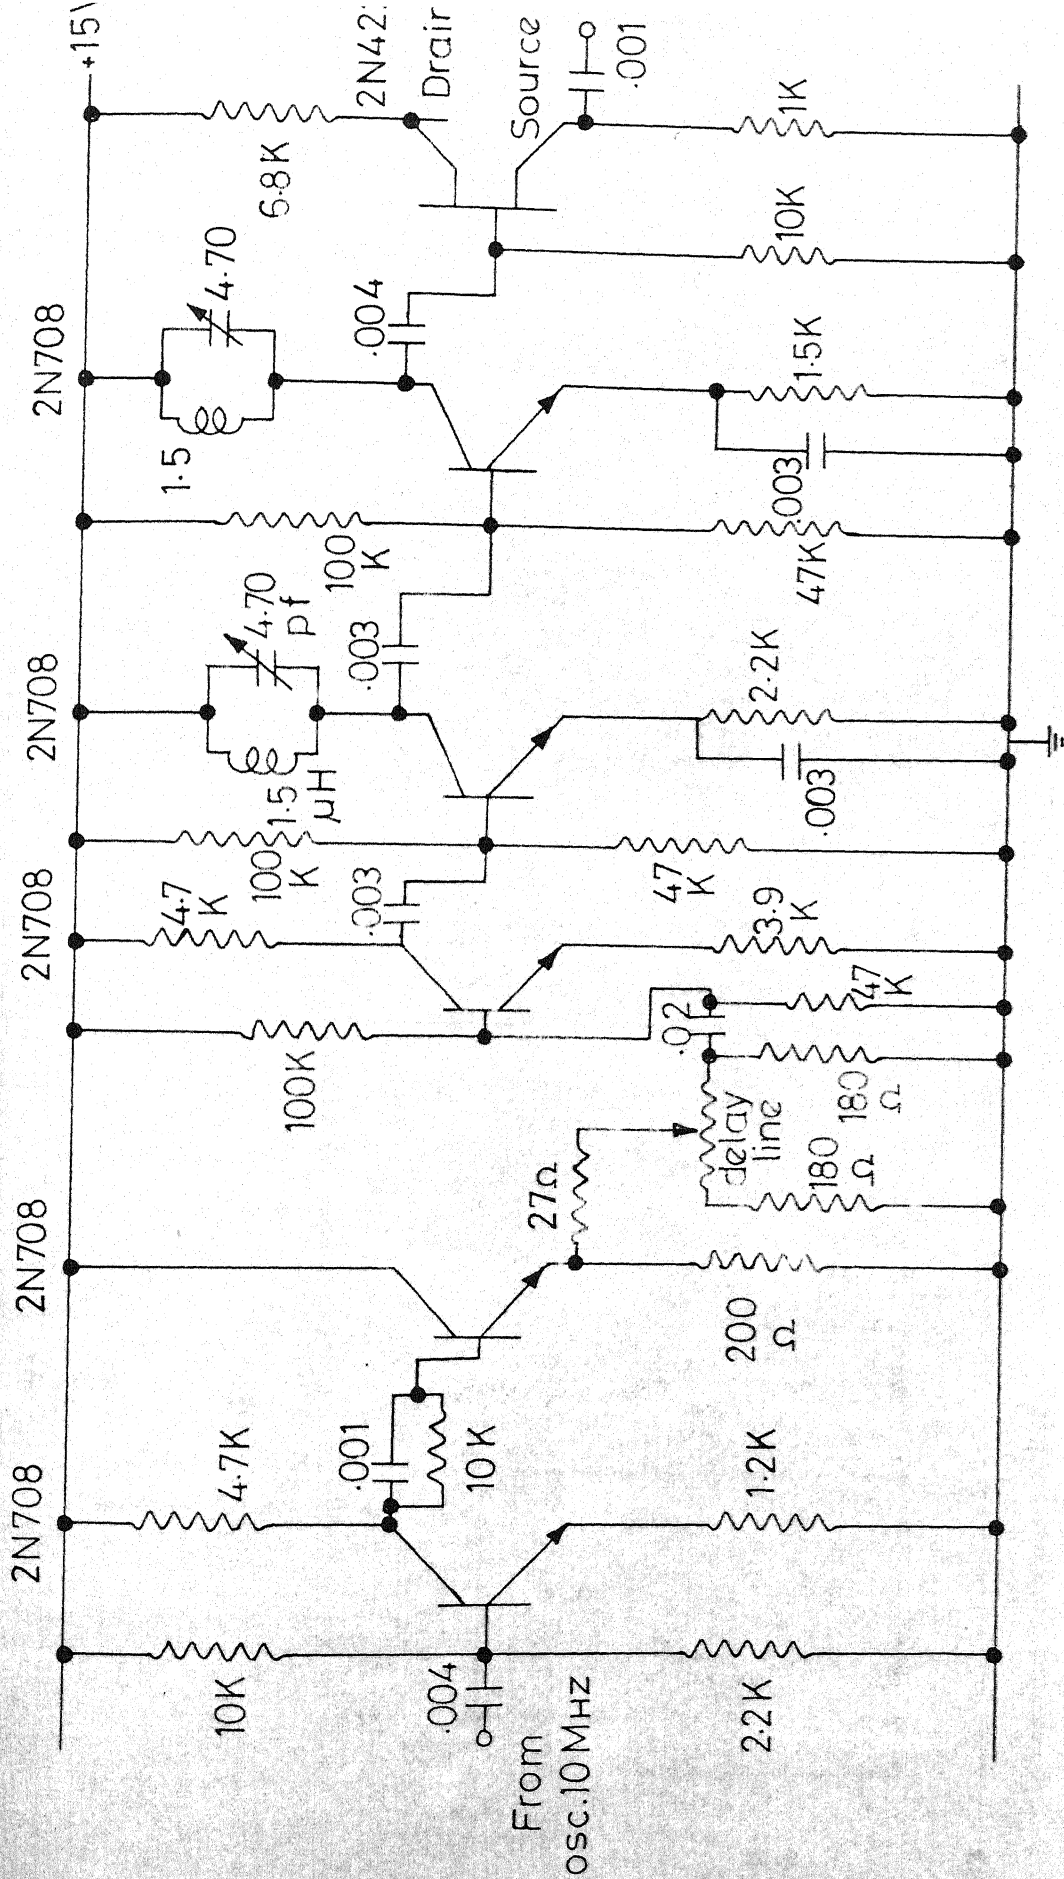 +15V
2N708
2N708
2N708
2N708
2N708
2N42
Drain
Source
.001
6.8K
1K
10K
4.70
.004
1.5
1.5K
.003
100
K
47K
4.70
pf
.003
1.5
μH
2.2K
.003
100
K
47
K
4.7
K
.003
3.9
K
100K
.02
47
K
delay
line
180
Ω
180
Ω
27Ω
200
Ω
4.7K
.001
10K
1.2K
10K
.004
2.2K
From
osc.10MHZ